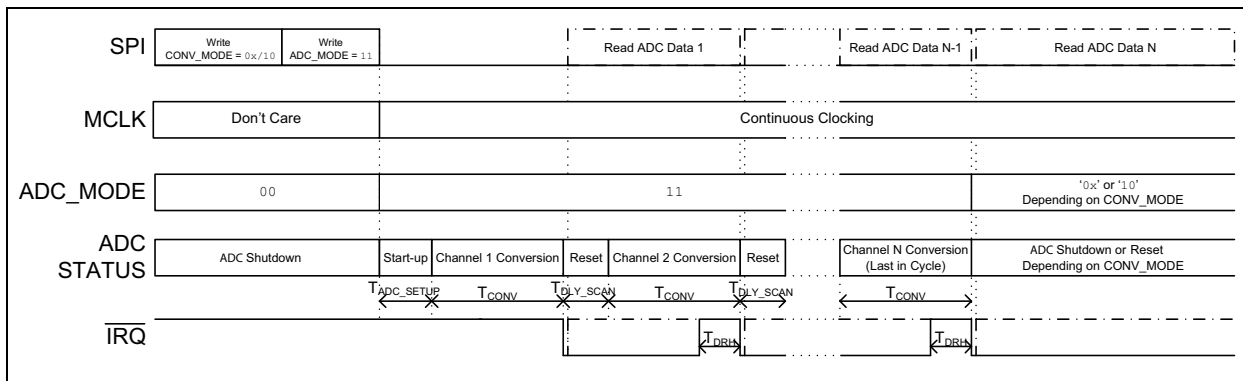 SPI
Write
CONV_MODE = 0x/10
Write
ADC_MODE = 11
Read ADC Data 1
Read ADC Data N-1
Read ADC Data N
MCLK
Don't Care
Continuous Clocking
ADC_MODE
00
11
'0x' or '10'
Depending on CONV_MODE
ADC
STATUS
ADC Shutdown
Start-up
Channel 1 Conversion
Reset
Channel 2 Conversion
Reset
Channel N Conversion
(Last in Cycle)
ADC Shutdown or Reset
Depending on CONV_MODE
TADC_SETUP
TCONV
TDLY_SCAN
TCONV
TDLY_SCAN
TCONV
IRQ
TDRH
TDRH